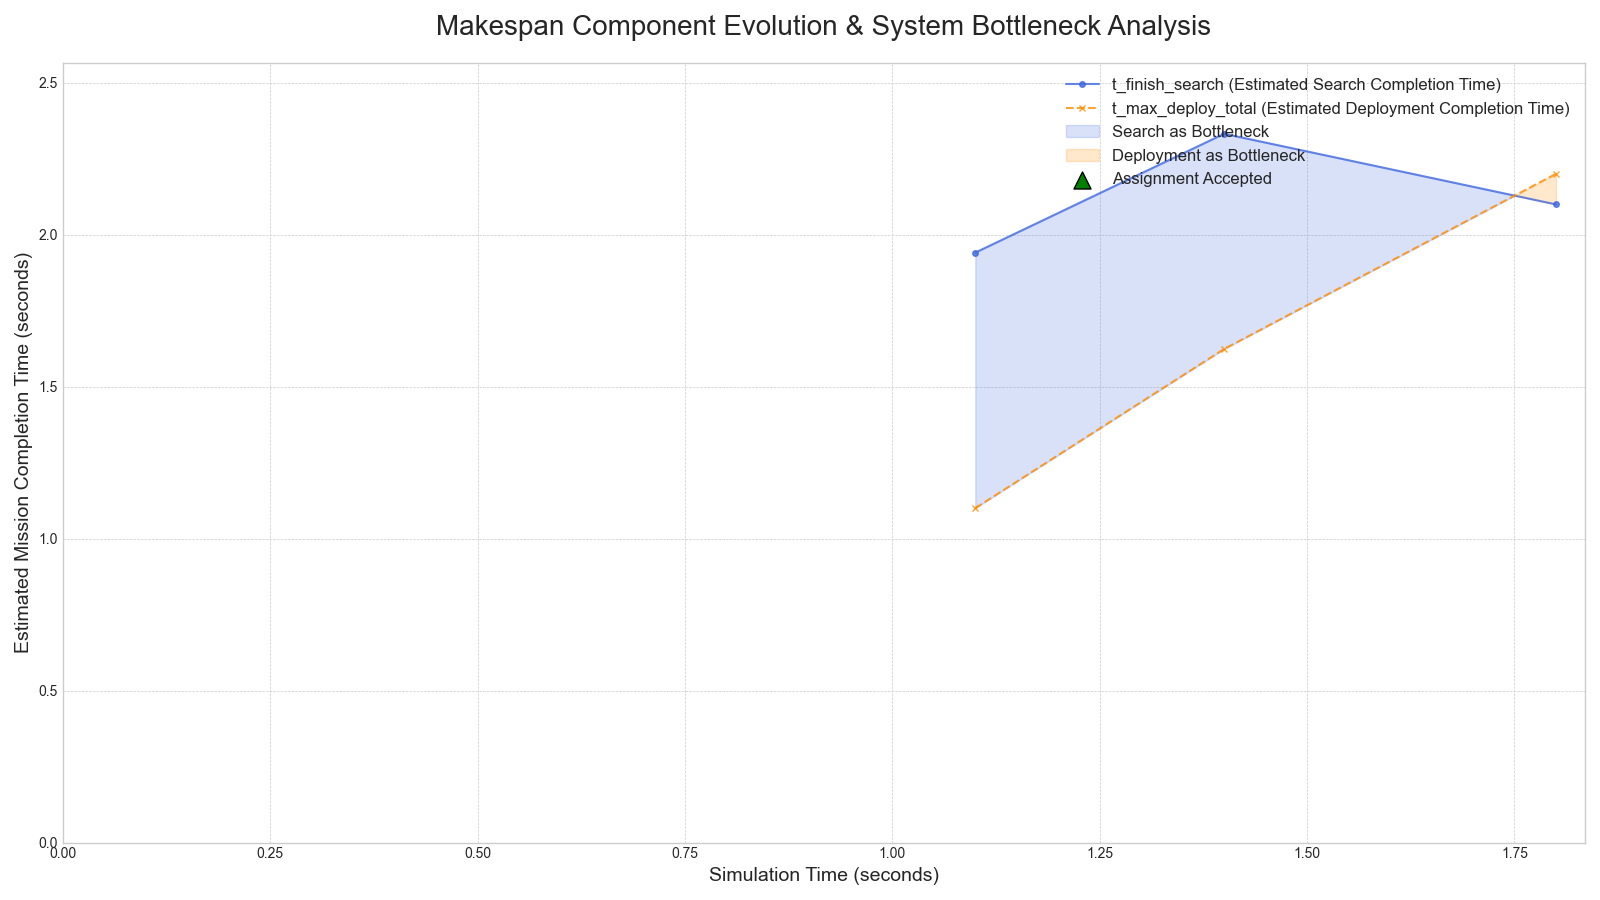 Makespan Component Evolution & System Bottleneck Analysis
t_finish_search (Estimated Search Completion Time)
t_max_deploy_total (Estimated Deployment Completion Time)
Search as Bottleneck
Deployment as Bottleneck
Assignment Accepted
Estimated Mission Completion Time (seconds)
2.5
2.0
1.5
1.0
0.5
0.0
0.00
0.25
0.50
0.75
1.00
1.25
1.50
1.75
Simulation Time (seconds)